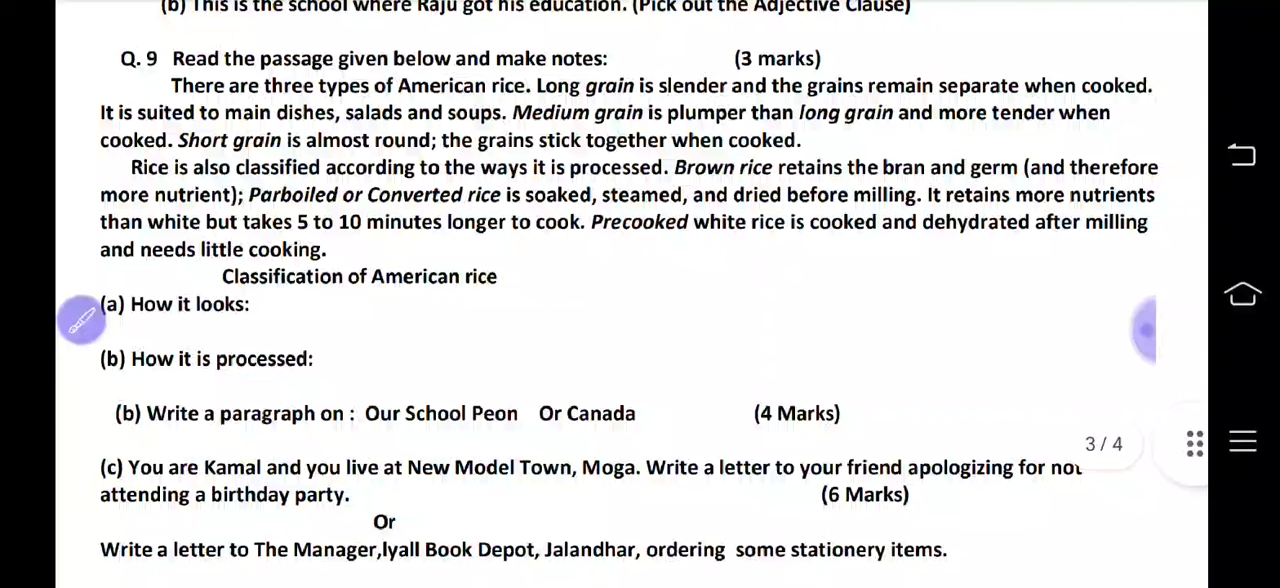 (b) This is the school where Raju got his education. (Pick out the Adjective Clause)
Q. 9 Read the passage given below and make notes: (3 marks)
There are three types of American rice. Long grain is slender and the grains remain separate when cooked.
It is suited to main dishes, salads and soups. Medium grain is plumper than long grain and more tender when
cooked. Short grain is almost round; the grains stick together when cooked.
Rice is also classified according to the ways it is processed. Brown rice retains the bran and germ (and therefore
more nutrient); Parboiled or Converted rice is soaked, steamed, and dried before milling. It retains more nutrients
than white but takes 5 to 10 minutes longer to cook. Precooked white rice is cooked and dehydrated after milling
and needs little cooking.
Classification of American rice
(a) How it looks:
(b) How it is processed:
(b) Write a paragraph on : Our School Peon Or Canada (4 Marks)
3 / 4
(c) You are Kamal and you live at New Model Town, Moga. Write a letter to your friend apologizing for not
attending a birthday party. (6 Marks)
Or
Write a letter to The Manager,lyall Book Depot, Jalandhar, ordering some stationery items.